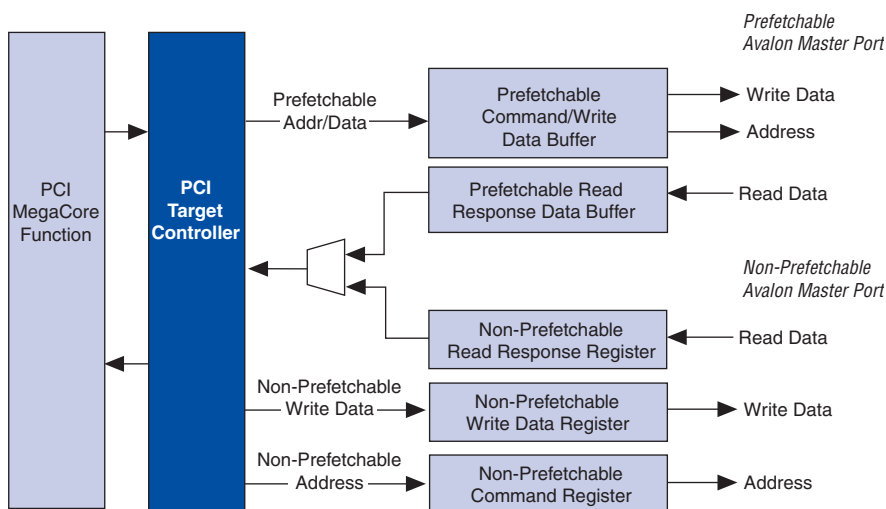 Prefetchable
Avalon Master Port
PCI
MegaCore
Function
PCI
Target
Controller
Prefetchable
Addr/Data
Prefetchable
Command/Write
Data Buffer
Write Data
Address
Prefetchable Read
Response Data Buffer
Read Data
Non-Prefetchable
Avalon Master Port
Non-Prefetchable
Read Response Register
Read Data
Non-Prefetchable
Write Data
Non-Prefetchable
Write Data Register
Write Data
Non-Prefetchable
Address
Non-Prefetchable
Command Register
Address